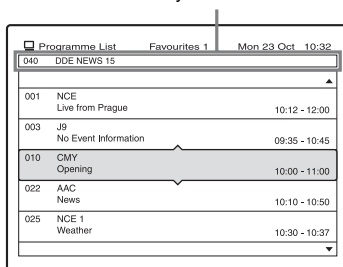 Programme List Favourites 1 Mon 23 Oct 10:32
040 DDE NEWS 15
001 NCE
Live from Prague 10:12 - 12:00
003 J9
No Event Information 09:35 - 10:45
010 CMY
Opening 10:00 - 11:00
022 AAC
News 10:10 - 10:50
025 NCE 1
Weather 10:30 - 10:37